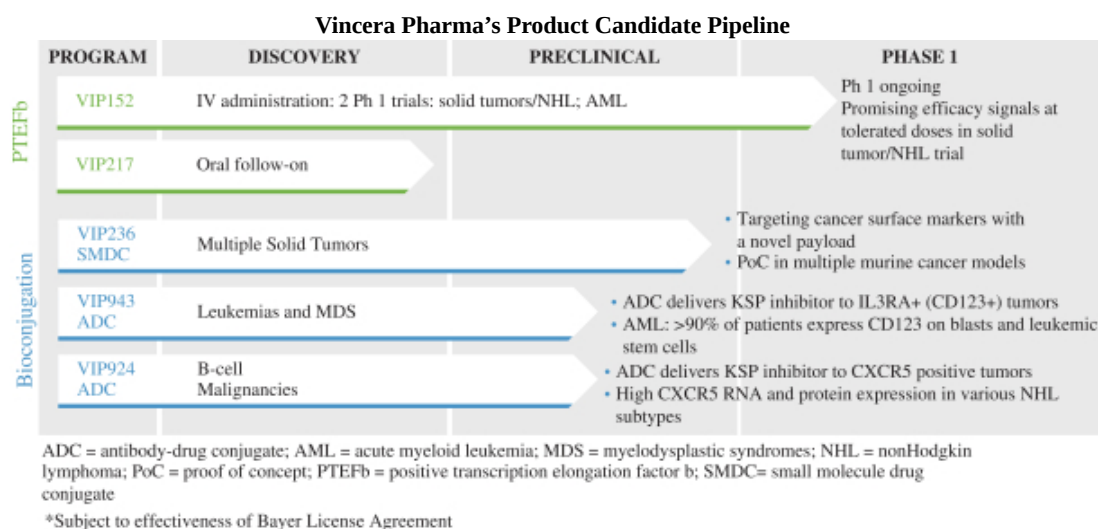 Vincera Pharma's Product Candidate Pipeline
PROGRAM DISCOVERY PRECLINICAL PHASE 1
PTEFb
VIP152 IV administration: 2 Ph 1 trials: solid tumors/NHL; AML
Ph 1 ongoing
Promising efficacy signals at
tolerated doses in solid
tumor/NHL trial
VIP217 Oral follow-on
Bioconjugation
VIP236
SMDC
Multiple Solid Tumors
• Targeting cancer surface markers with
a novel payload
• PoC in multiple murine cancer models
VIP943
ADC
Leukemias and MDS
• ADC delivers KSP inhibitor to IL3RA+ (CD123+) tumors
• AML: >90% of patients express CD123 on blasts and leukemic
stem cells
VIP924
ADC
B-cell
Malignancies
• ADC delivers KSP inhibitor to CXCR5 positive tumors
• High CXCR5 RNA and protein expression in various NHL
subtypes
ADC = antibody-drug conjugate; AML = acute myeloid leukemia; MDS = myelodysplastic syndromes; NHL = nonHodgkin
lymphoma; PoC = proof of concept; PTEFb = positive transcription elongation factor b; SMDC= small molecule drug
conjugate
*Subject to effectiveness of Bayer License Agreement